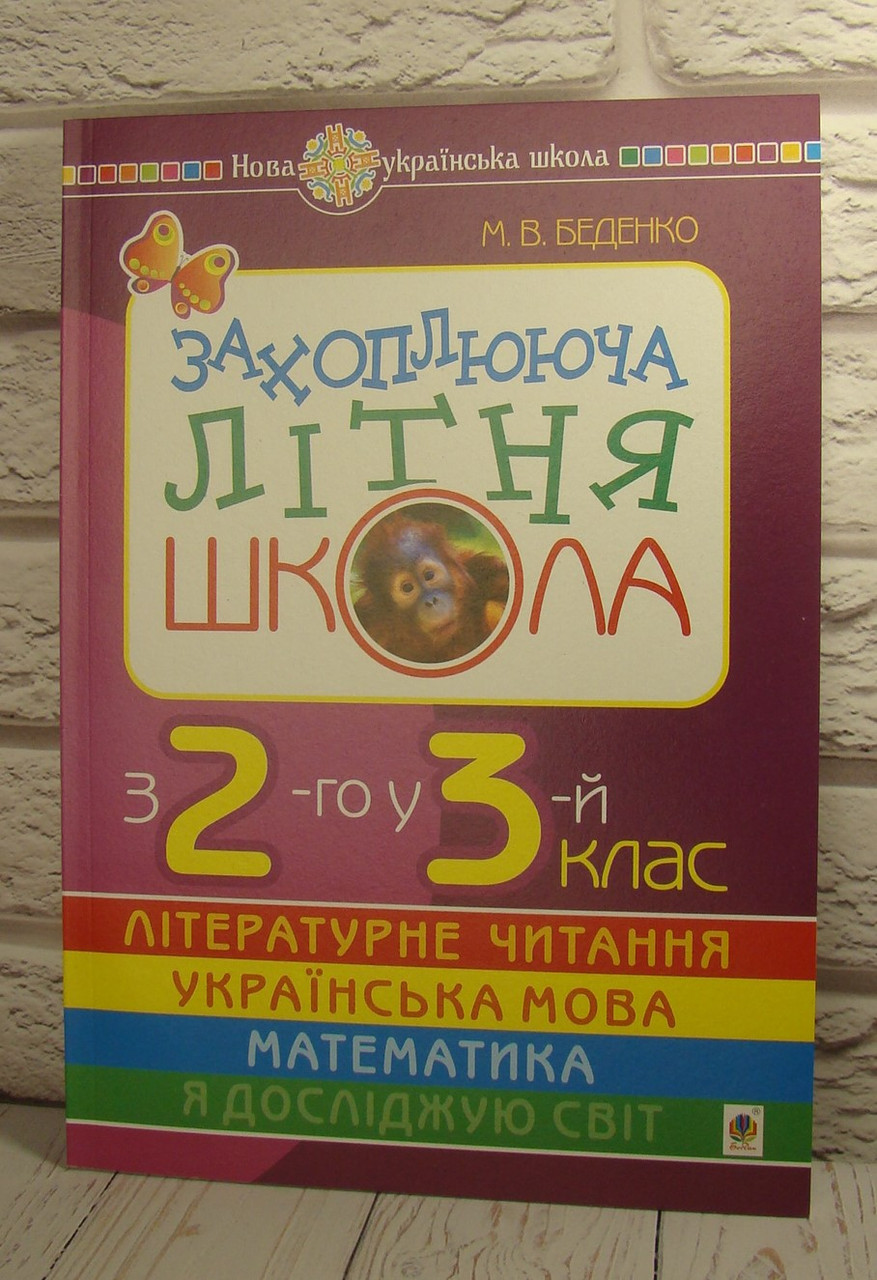 Нова українська школа
М. В. БЕДЕНКО
ЗАХОПЛЮЮЧА
ЛІТНЯ
ШКОЛА
З 2-го у 3-й
клас
ЛІТЕРАТУРНЕ ЧИТАННЯ
УКРАЇНСЬКА МОВА
МАТЕМАТИКА
Я ДОСЛІДЖУЮ СВІТ